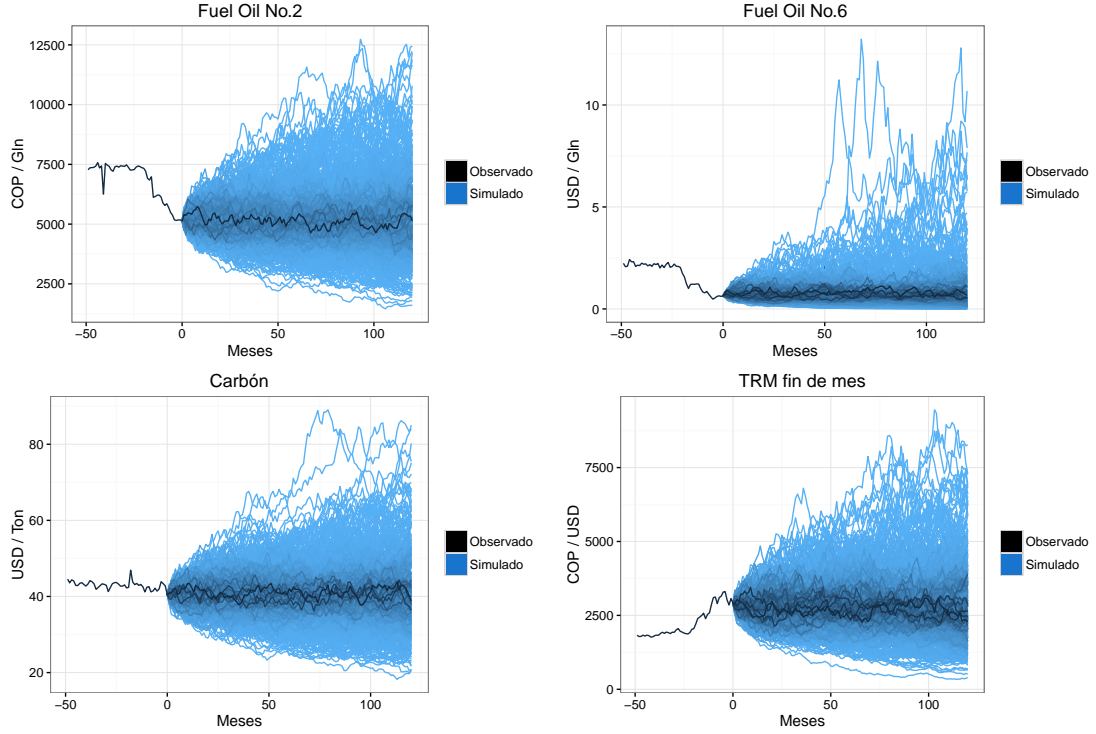 Fuel Oil No.2
12500
10000
7500
5000
2500
COP / Gln
−50 0 50 100
Meses
Observado
Simulado
Fuel Oil No.6
10
5
0
USD / Gln
−50 0 50 100
Meses
Observado
Simulado
Carbón
80
60
40
20
USD / Ton
−50 0 50 100
Meses
Observado
Simulado
TRM fin de mes
7500
5000
2500
0
COP / USD
−50 0 50 100
Meses
Observado
Simulado